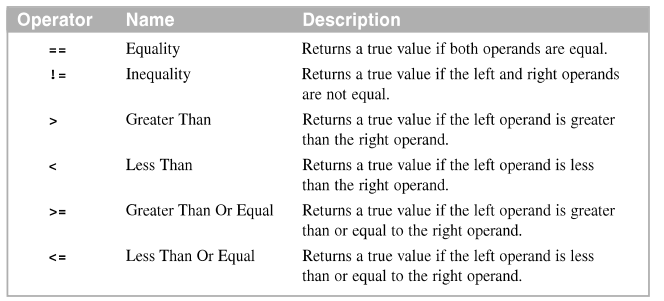 Operator Name Description
== Equality Returns a true value if both operands are equal.
!= Inequality Returns a true value if the left and right operands
are not equal.
> Greater Than Returns a true value if the left operand is greater
than the right operand.
< Less Than Returns a true value if the left operand is less
than the right operand.
>= Greater Than Or Equal Returns a true value if the left operand is greater
than or equal to the right operand.
<= Less Than Or Equal Returns a true value if the left operand is less
than or equal to the right operand.